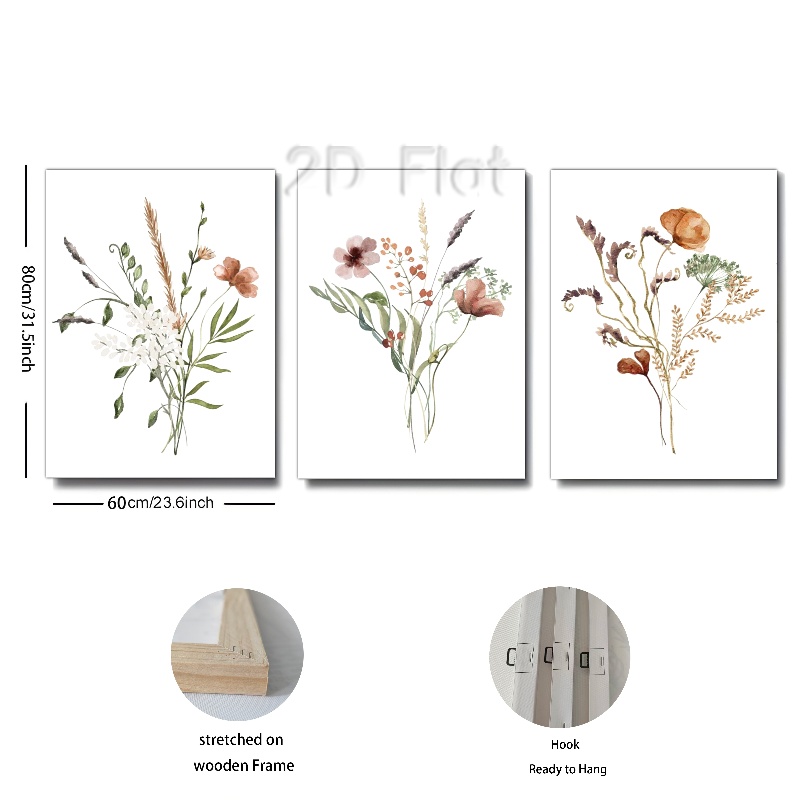 2D Flat
80cm/31.5inch
60cm/23.6inch
stretched on
wooden Frame
Hook
Ready to Hang